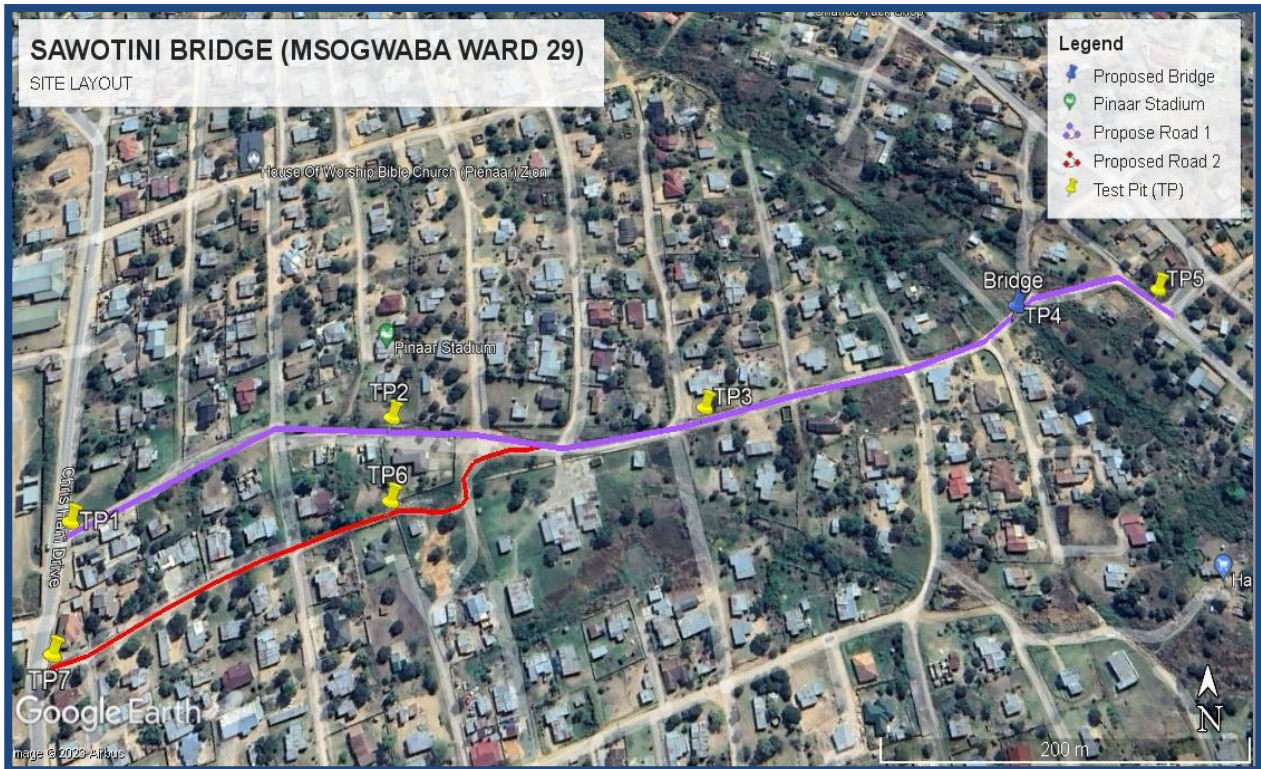 SAWOTINI BRIDGE (MSOGWABA WARD 29)
SITE LAYOUT
Legend
Proposed Bridge
Pinaar Stadium
Propose Road 1
Proposed Road 2
Test Pit (TP)
House Of Worship Bible Church (Pienaar) Zion
Bridge
TP5
TP4
Pinaar Stadium
TP2
TP3
TP6
TP1
Chris Hani Drive
Ha
TP7
Google Earth
Image © 2023 Airbus
N
200 m